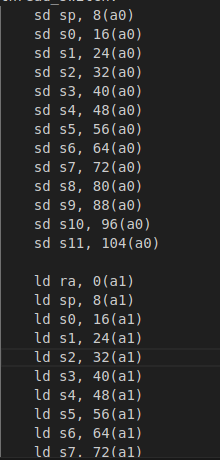 sd sp, 8(a0)
sd s0, 16(a0)
sd s1, 24(a0)
sd s2, 32(a0)
sd s3, 40(a0)
sd s4, 48(a0)
sd s5, 56(a0)
sd s6, 64(a0)
sd s7, 72(a0)
sd s8, 80(a0)
sd s9, 88(a0)
sd s10, 96(a0)
sd s11, 104(a0)
ld ra, 0(a1)
ld sp, 8(a1)
ld s0, 16(a1)
ld s1, 24(a1)
ld s2, 32(a1)
ld s3, 40(a1)
ld s4, 48(a1)
ld s5, 56(a1)
ld s6, 64(a1)
ld s7, 72(a1)